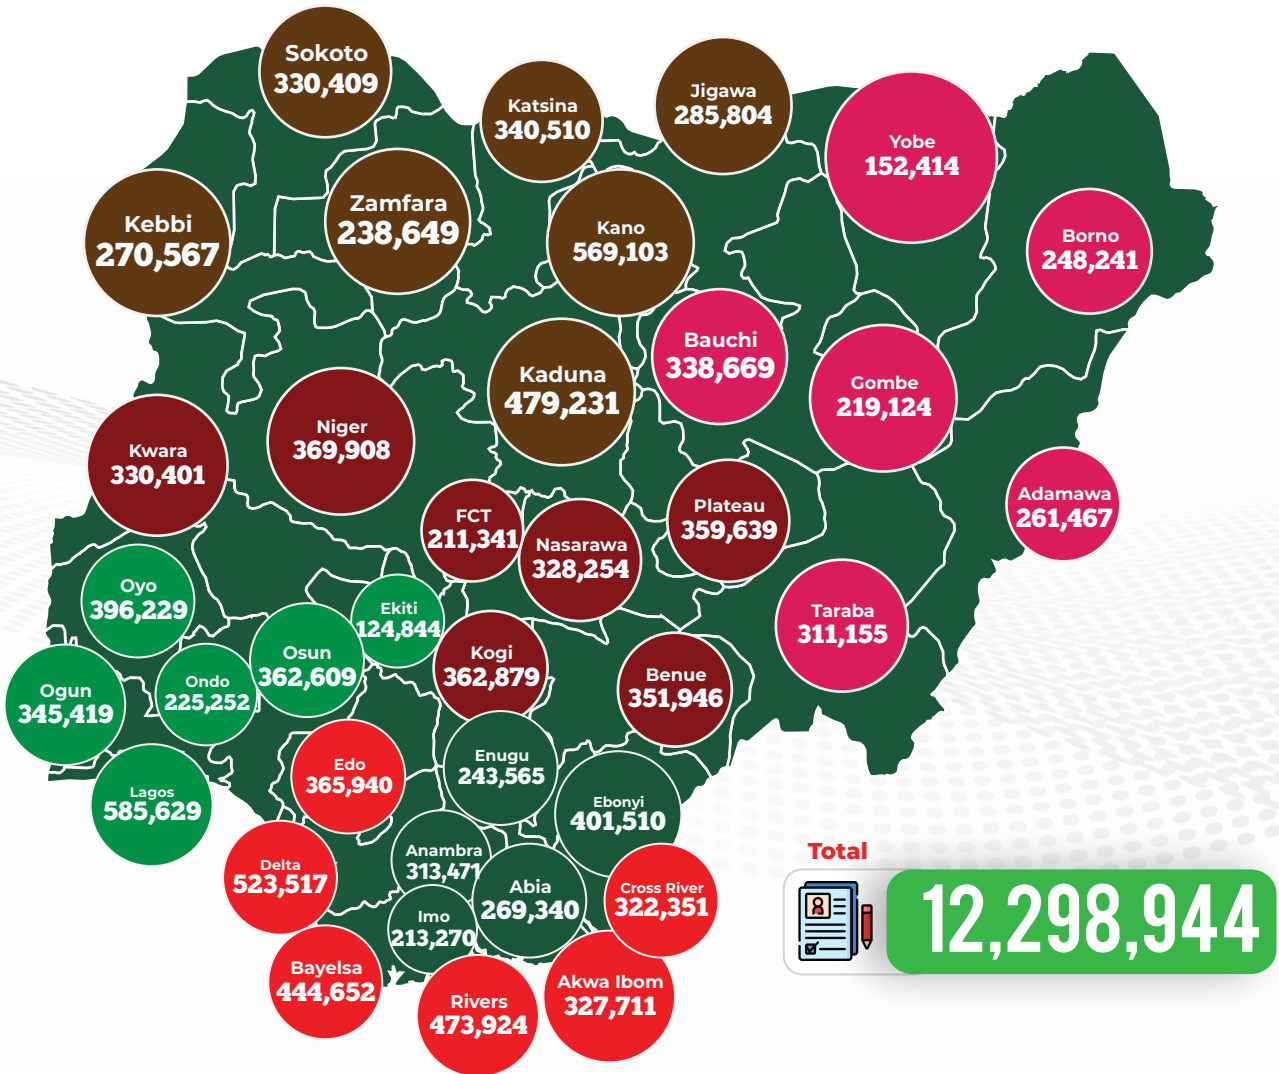 Sokoto
330,409
Katsina
340,510
Jigawa
285,804
Yobe
152,414
Kebbi
270,567
Zamfara
238,649
Kano
569,103
Borno
248,241
Bauchi
338,669
Kaduna
479,231
Gombe
219,124
Niger
369,908
Kwara
330,401
FCT
211,341
Nasarawa
328,254
Plateau
359,639
Adamawa
261,467
Oyo
396,229
Ekiti
124,844
Taraba
311,155
Osun
362,609
Kogi
362,879
Benue
351,946
Ogun
345,419
Ondo
225,252
Edo
365,940
Enugu
243,565
Lagos
585,629
Ebonyi
401,510
Anambra
313,471
Delta
523,517
Abia
269,340
Cross River
322,351
Imo
213,270
Bayelsa
444,652
Rivers
473,924
Akwa Ibom
327,711
Total
12,298,944